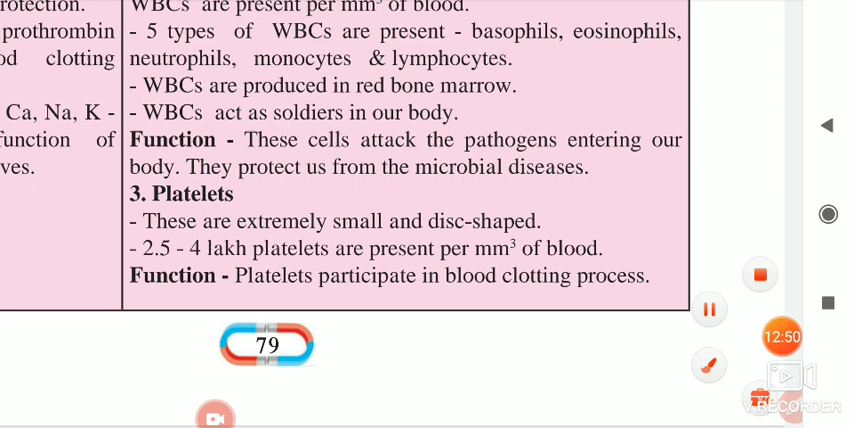 rotection.
prothrombin
od clotting
Ca, Na, K -
function of
ves.
WBCs are present per mm³ of blood.
- 5 types of WBCs are present - basophils, eosinophils,
neutrophils, monocytes & lymphocytes.
- WBCs are produced in red bone marrow.
- WBCs act as soldiers in our body.
Function - These cells attack the pathogens entering our
body. They protect us from the microbial diseases.
3. Platelets
- These are extremely small and disc-shaped.
- 2.5 - 4 lakh platelets are present per mm³ of blood.
Function - Platelets participate in blood clotting process.
79
12:50
V RECORDER